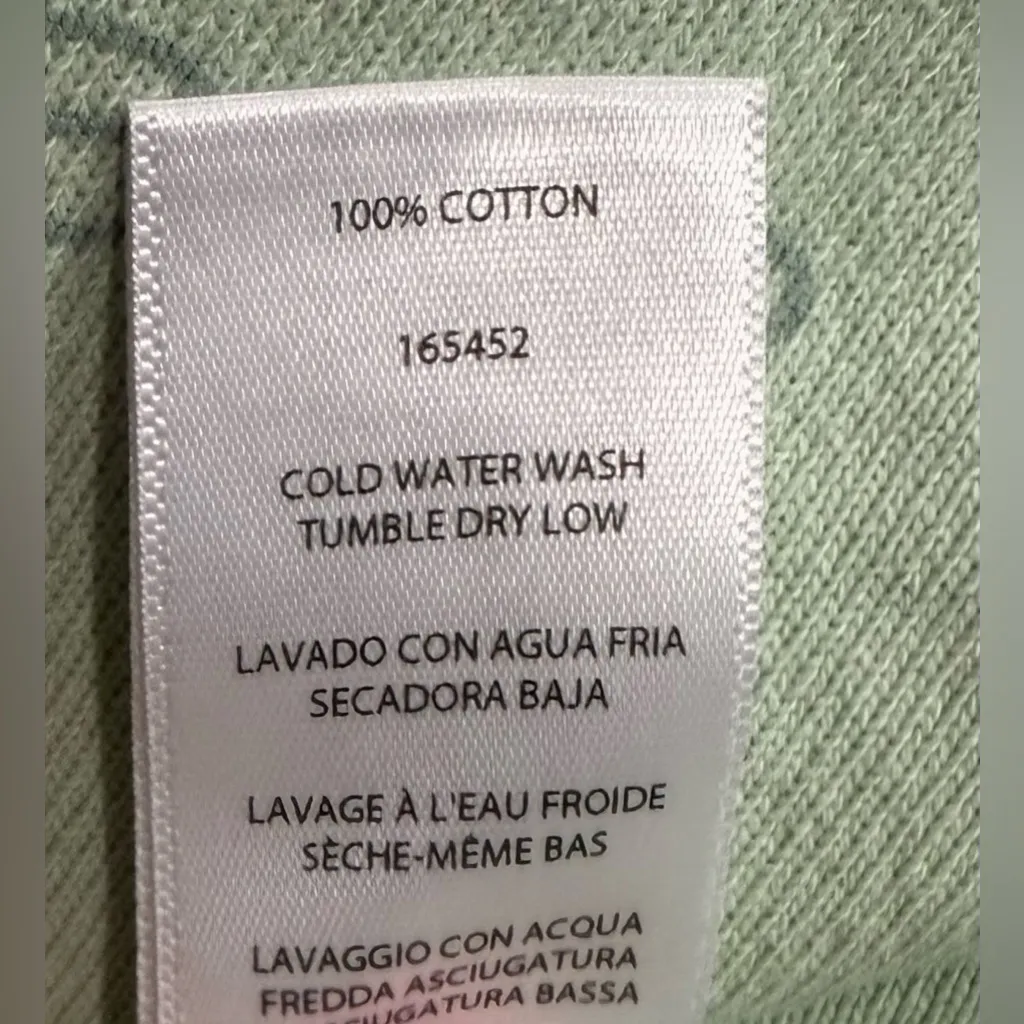 100% COTTON
165452
COLD WATER WASH
TUMBLE DRY LOW
LAVADO CON AGUA FRIA
SECADORA BAJA
LAVAGE À L'EAU FROIDE
SÈCHE-MÊME BAS
LAVAGGIO CON ACQUA
FREDDA ASCIUGATURA
BASSA